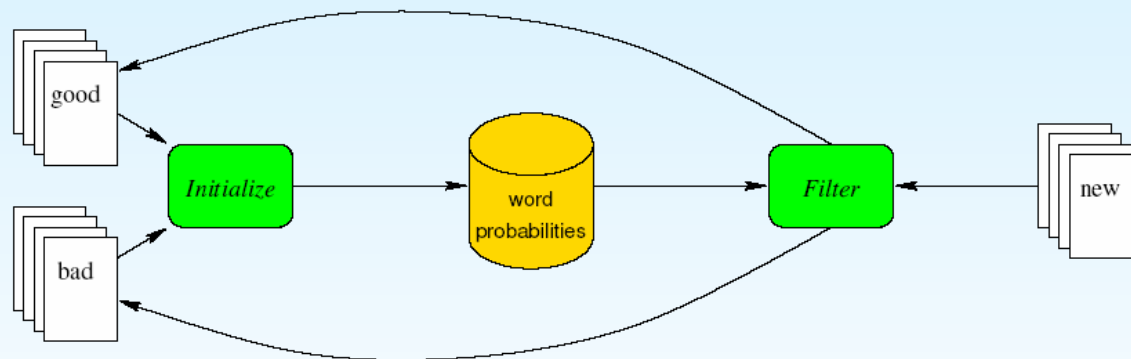 good
Initialize
word
probabilities
Filter
new
bad